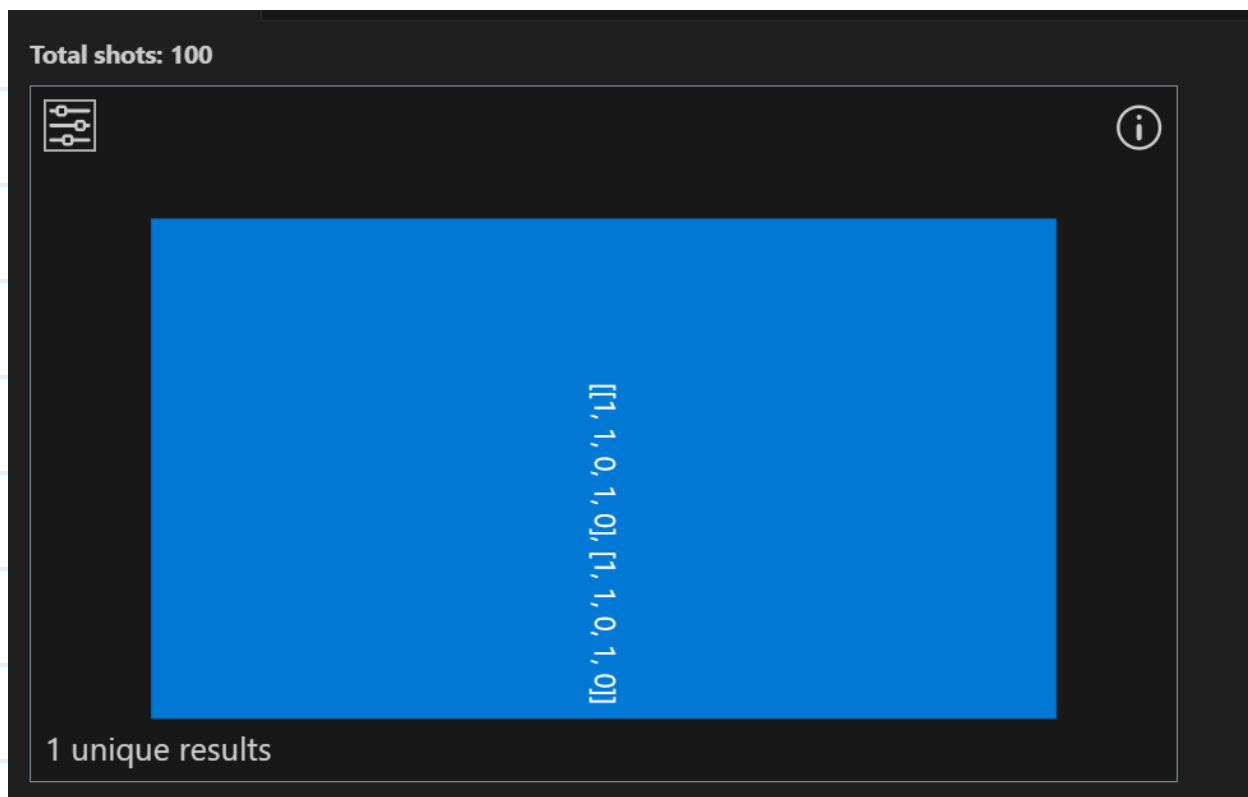 Total shots: 100
[[1, 1, 0, 1, 0], [1, 1, 0, 1, 0]]
1 unique results